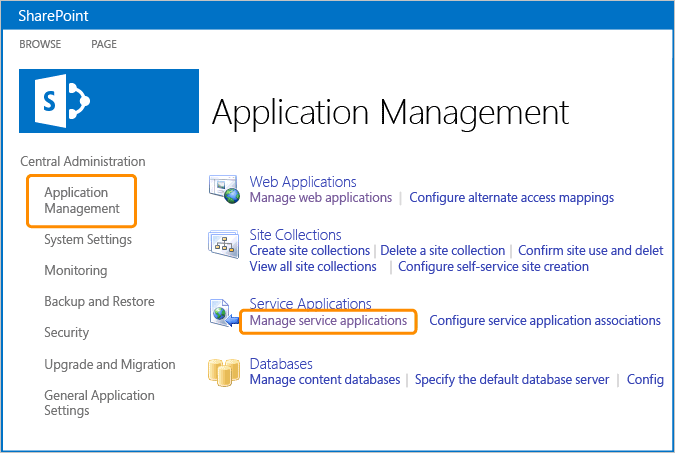 SharePoint
BROWSE PAGE
S
Application Management
Central Administration
Application
Management
System Settings
Monitoring
Backup and Restore
Security
Upgrade and Migration
General Application
Settings
Web Applications
Manage web applications | Configure alternate access mappings
Site Collections
Create site collections | Delete a site collection | Confirm site use and delet
View all site collections | Configure self-service site creation
Service Applications
Manage service applications Configure service application associations
Databases
Manage content databases | Specify the default database server | Config